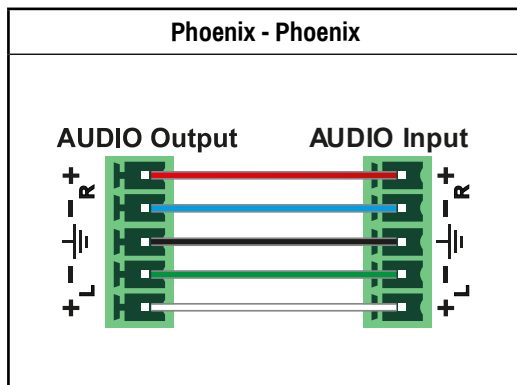 Phoenix - Phoenix
AUDIO Output AUDIO Input
+ +
R R
- -
- -
L L
+ +